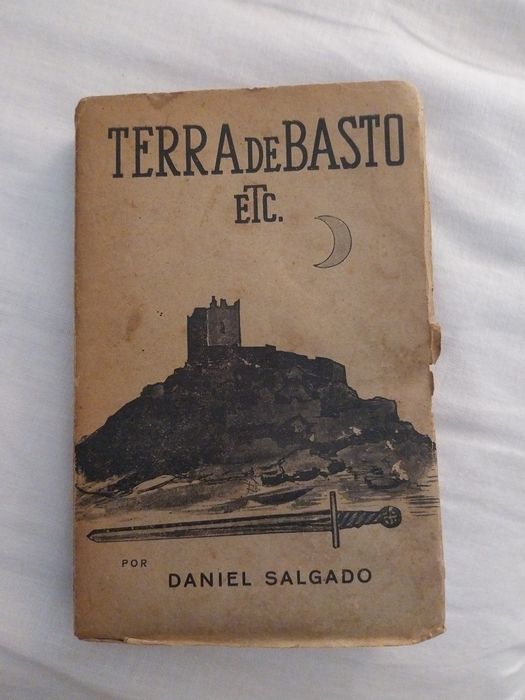 TERRA DE BASTO
ETC.
POR
DANIEL SALGADO